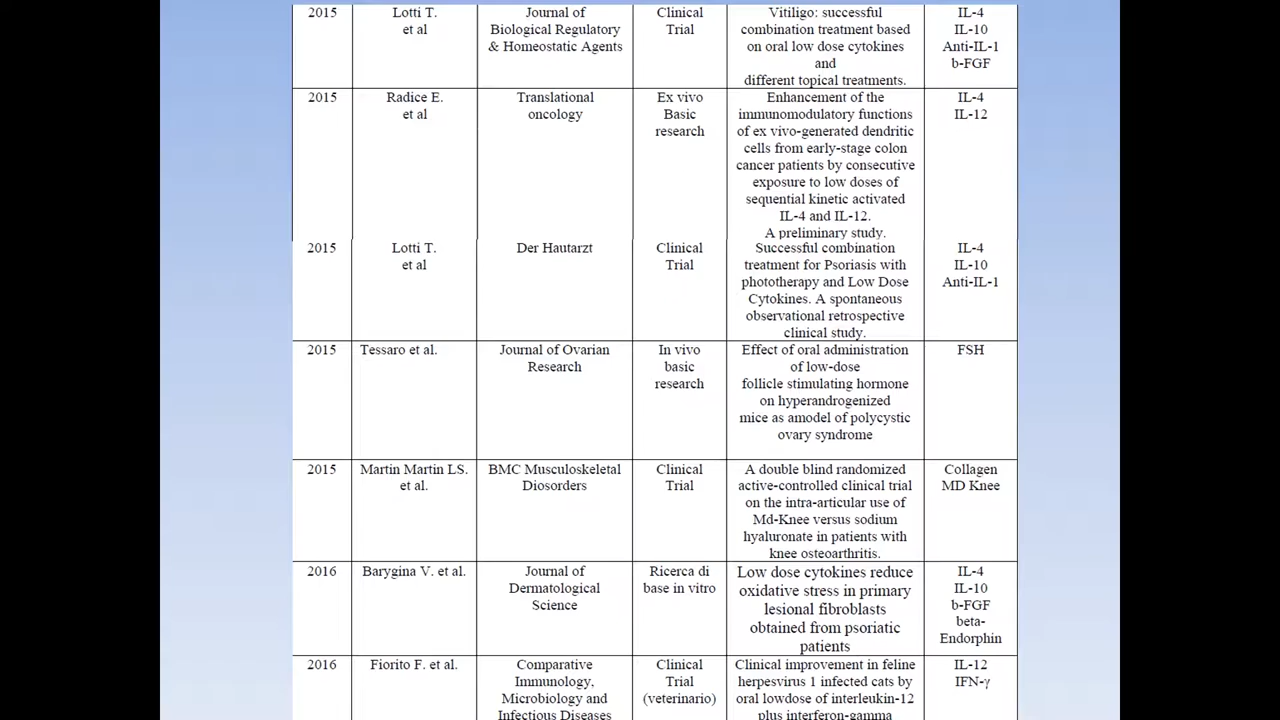 2015
Lotti T.
et al
Journal of
Biological Regulatory
& Homeostatic Agents
Clinical
Trial
Vitiligo: successful
combination treatment based
on oral low dose cytokines
and
different topical treatments.
IL-4
IL-10
Anti-IL-1
b-FGF
2015
Radice E.
et al
Translational
oncology
Ex vivo
Basic
research
Enhancement of the
immunomodulatory functions
of ex vivo-generated dendritic
cells from early-stage colon
cancer patients by consecutive
exposure to low doses of
sequential kinetic activated
IL-4 and IL-12.
A preliminary study.
IL-4
IL-12
2015
Lotti T.
et al
Der Hautarzt
Clinical
Trial
Successful combination
treatment for Psoriasis with
phototherapy and Low Dose
Cytokines. A spontaneous
observational retrospective
clinical study.
IL-4
IL-10
Anti-IL-1
2015
Tessaro et al.
Journal of Ovarian
Research
In vivo
basic
research
Effect of oral administration
of low-dose
follicle stimulating hormone
on hyperandrogenized
mice as amodel of polycystic
ovary syndrome
FSH
2015
Martin Martin LS.
et al.
BMC Musculoskeletal
Diosorders
Clinical
Trial
A double blind randomized
active-controlled clinical trial
on the intra-articular use of
Md-Knee versus sodium
hyaluronate in patients with
knee osteoarthritis.
Collagen
MD Knee
2016
Barygina V. et al.
Journal of
Dermatological
Science
Ricerca di
base in vitro
Low dose cytokines reduce
oxidative stress in primary
lesional fibroblasts
obtained from psoriatic
patients
IL-4
IL-10
b-FGF
beta-
Endorphin
2016
Fiorito F. et al.
Comparative
Immunology,
Microbiology and
Infectious Diseases
Clinical
Trial
(veterinario)
Clinical improvement in feline
herpesvirus 1 infected cats by
oral lowdose of interleukin-12
plus interferon-gamma
IL-12
IFN-γ